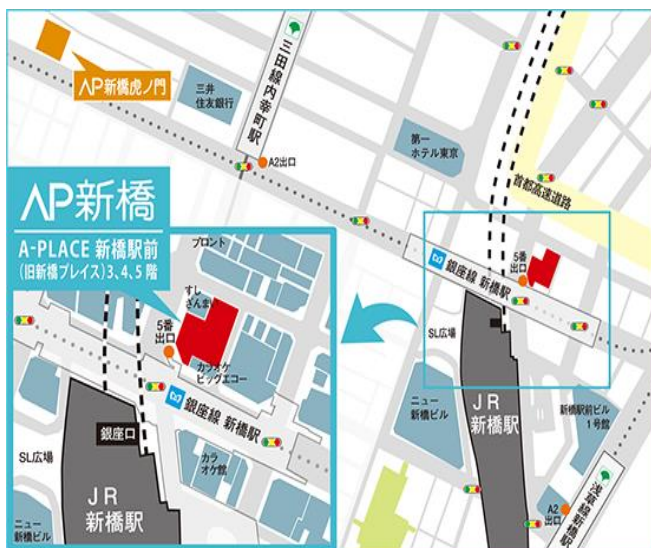 AP新橋虎ノ門
三井
住友銀行
三田線内幸町駅
A2出口
第一
ホテル東京
首都高速道路
AP新橋
A-PLACE 新橋駅前
(旧新橋プレイス)3、4、5階
プロント
すし
ざんまい
5番
出口
カラオケ
ビッグエコー
銀座線 新橋駅
銀座口
SL広場
カラ
オケ館
JR
新橋駅
ニュー
新橋ビル
5番
出口
銀座線 新橋駅
SL広場
JR
新橋駅
ニュー
新橋ビル
新橋駅前ビル
1号館
A2
出口
浅草線新橋駅